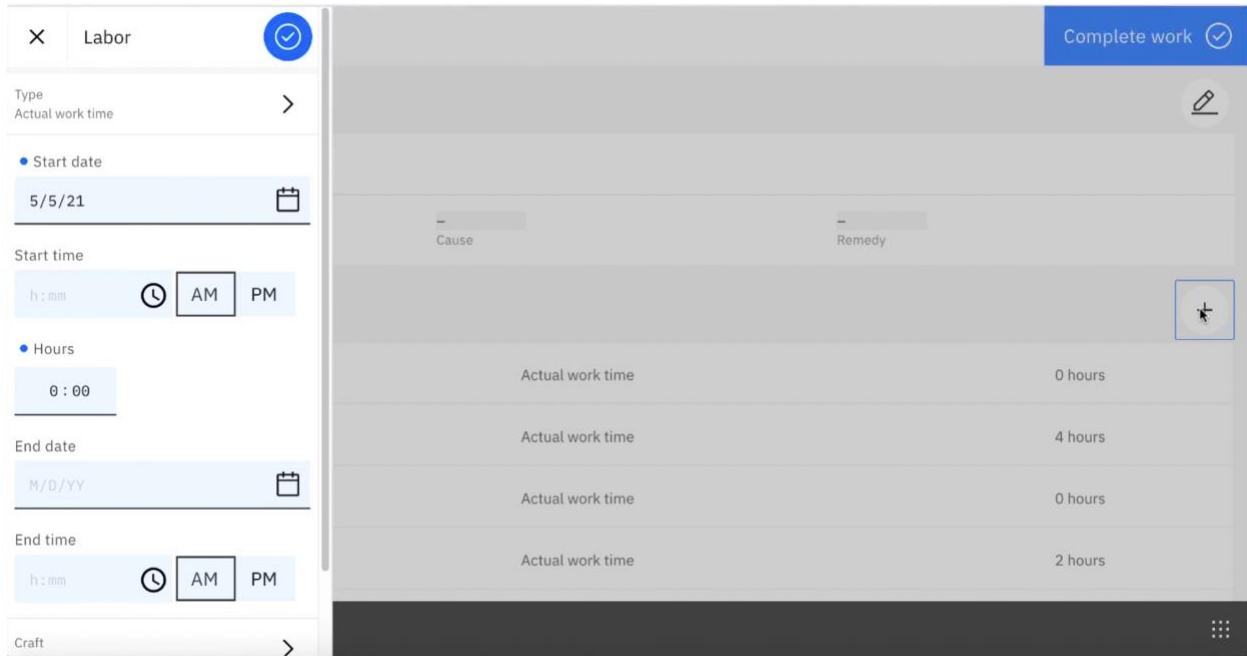 Labor
Complete work
Type
Actual work time
Start date
5/5/21
Start time
h:mm
AM
PM
Hours
0:00
End date
M/D/YY
End time
h:mm
AM
PM
Craft
–
Cause
–
Remedy
Actual work time 0 hours
Actual work time 4 hours
Actual work time 0 hours
Actual work time 2 hours